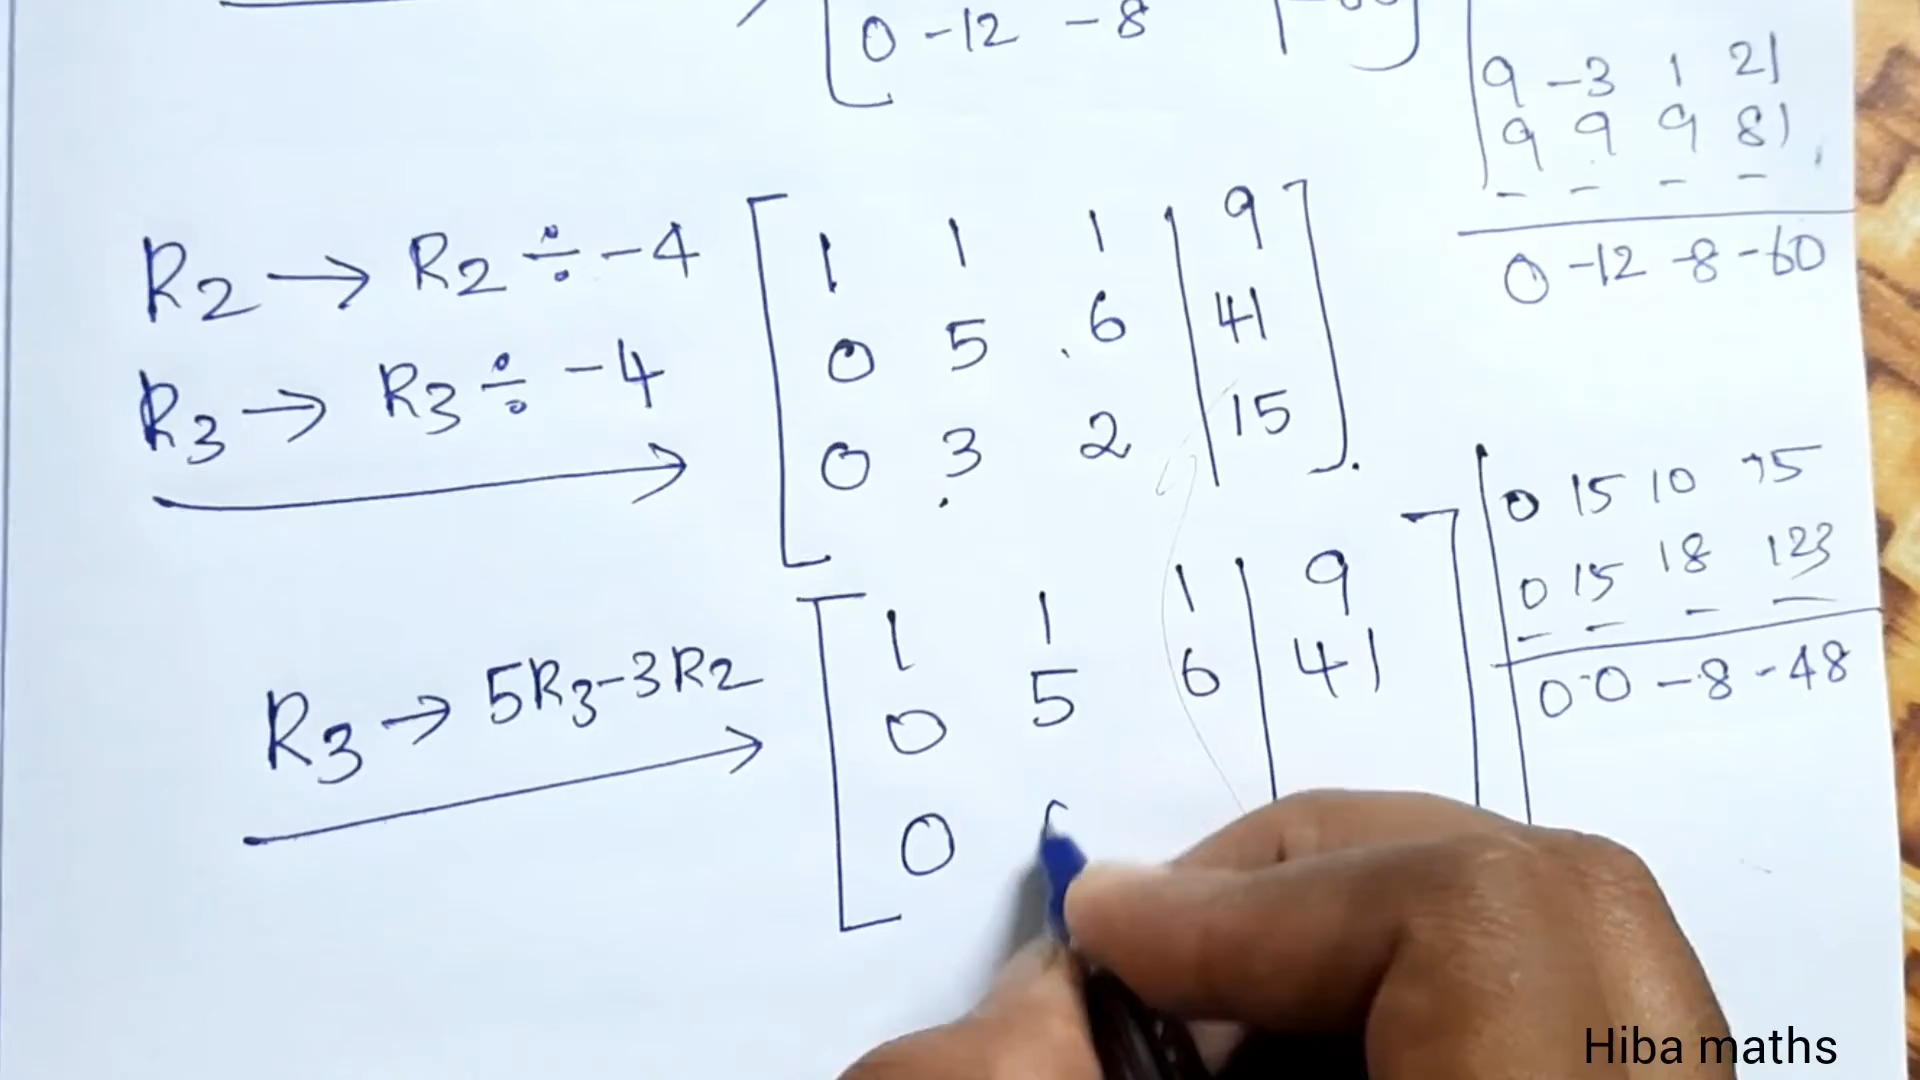 0 -12 -8
R2 → R2 ÷ -4
R3 → R3 ÷ -4
1 1 1 | 9
0 5 6 | 41
0 3 2 | 15
R3 → 5R3-3R2
1 1 1 | 9
0 5 6 | 41
0
9 -3 1 21
9 9 9 81
- - - -
0 -12 -8 -60
0 15 10 75
0 15 18 123
- - - -
0 0 -8 -48
Hiba maths